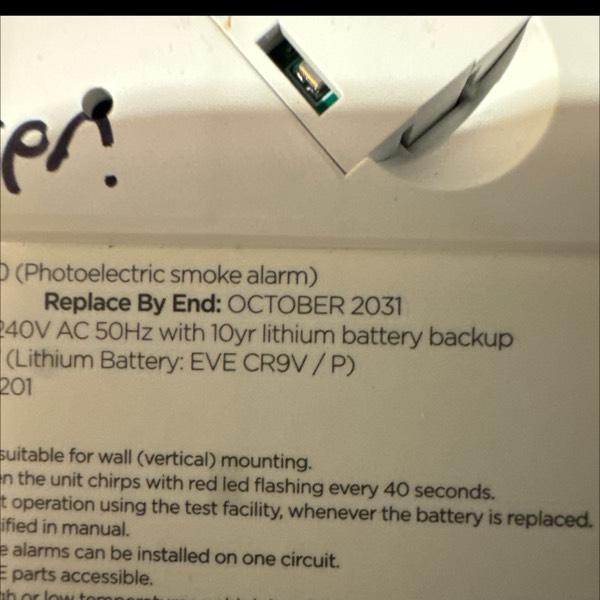 (Photoelectric smoke alarm)
Replace By End: OCTOBER 2031
240V AC 50Hz with 10yr lithium battery backup
(Lithium Battery: EVE CR9V / P)
201
suitable for wall (vertical) mounting.
the unit chirps with red led flashing every 40 seconds.
operation using the test facility, whenever the battery is replaced.
in manual.
alarms can be installed on one circuit.
parts accessible.
or low